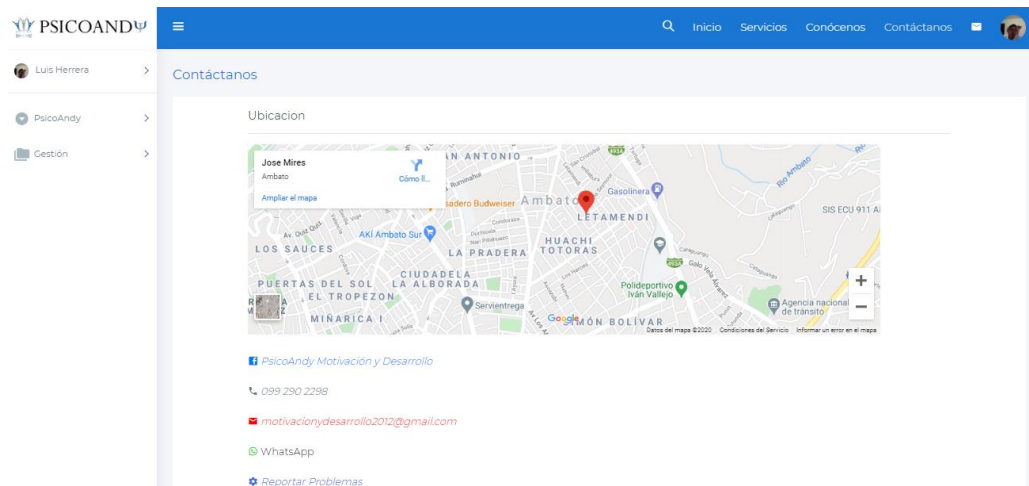 PSICOANDΨ
Inicio Servicios Conócenos Contáctanos
Luis Herrera
PsicoAndy
Gestión
Contáctanos
Ubicacion
Jose Mires
Ambato
Cómo ll...
Ampliar el mapa
AN ANTONIO
Gasolinera
Ambato
LETAMENDI
SIS ECU 911 A
Río Ambato
AKÍ Ambato Sur
LOS SAUCES
LA PRADERA
HUACHI
TOTORAS
CIUDADELA
LA ALBORADA
PUERTAS DEL SOL
EL TROPEZON
Polideportivo
Iván Vallejo
Servientrega
MIÑARICA I
Agencia nacional
de tránsito
Google
SIMÓN BOLÍVAR
Datos del mapa ©2020 Condiciones del Servicio Informar un error en el mapa
PsicoAndy Motivación y Desarrollo
099 290 2298
motivacionydesarrollo2012@gmail.com
WhatsApp
Reportar Problemas